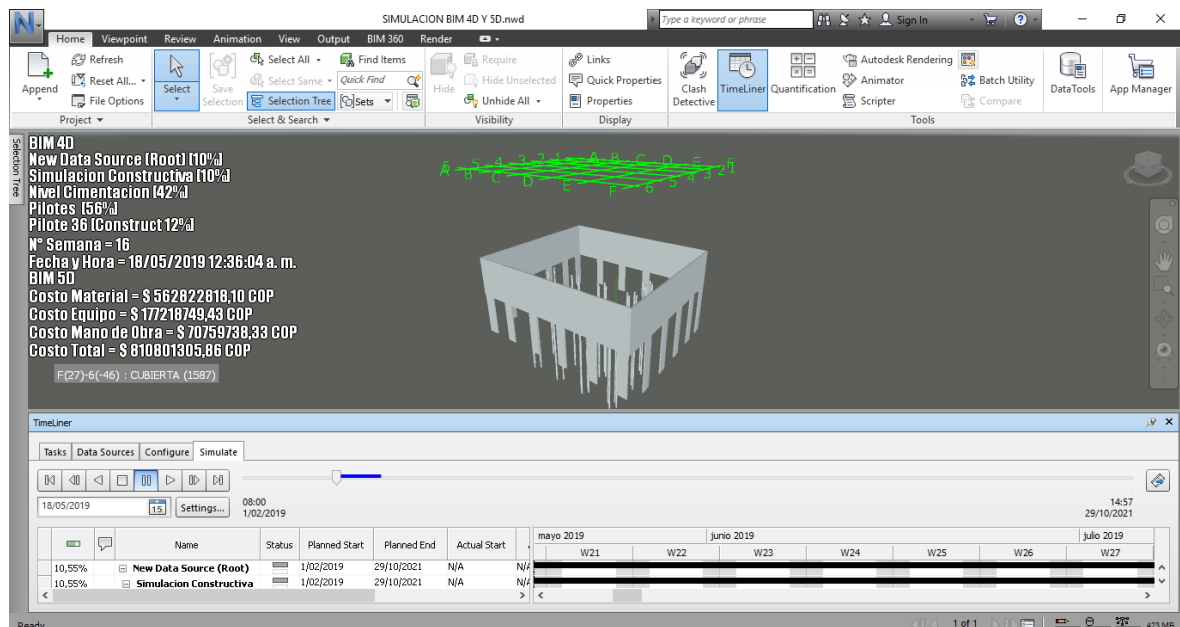 SIMULACION BIM 4D Y 5D.nwd
Type a keyword or phrase
Sign In
Home Viewpoint Review Animation View Output BIM 360 Render
Append
Refresh
Reset All...
File Options
Project
Select
Save Selection
Select All
Select Same
Selection Tree
Find Items
Quick Find
Sets
Select & Search
Hide
Require
Hide Unselected
Unhide All
Visibility
Links
Quick Properties
Properties
Display
Clash Detective
TimeLiner
Quantification
Autodesk Rendering
Animator
Scripter
Batch Utility
Compare
Tools
DataTools
App Manager
Selection Tree
BIM 4D
New Data Source (Root) [10%]
Simulacion Constructiva [10%]
Nivel Cimentacion [42%]
Pilotes [56%]
Pilote 36 [Construct 12%]
N° Semana = 16
Fecha y Hora = 18/05/2019 12:36:04 a. m.
BIM 5D
Costo Material = $ 562822818,10 COP
Costo Equipo = $ 177218749,43 COP
Costo Mano de Obra = $ 70759738,33 COP
Costo Total = $ 810801305,86 COP
F(27)-6(-46) : CUBIERTA (1587)
TimeLiner
Tasks Data Sources Configure Simulate
18/05/2019
15
Settings...
08:00
1/02/2019
14:57
29/10/2021
Name Status Planned Start Planned End Actual Start
mayo 2019 junio 2019 julio 2019
W21 W22 W23 W24 W25 W26 W27
10,55% New Data Source (Root) 1/02/2019 29/10/2021 N/A N/A
10,55% Simulacion Constructiva 1/02/2019 29/10/2021 N/A N/A
Ready
1 of 1
423 MB